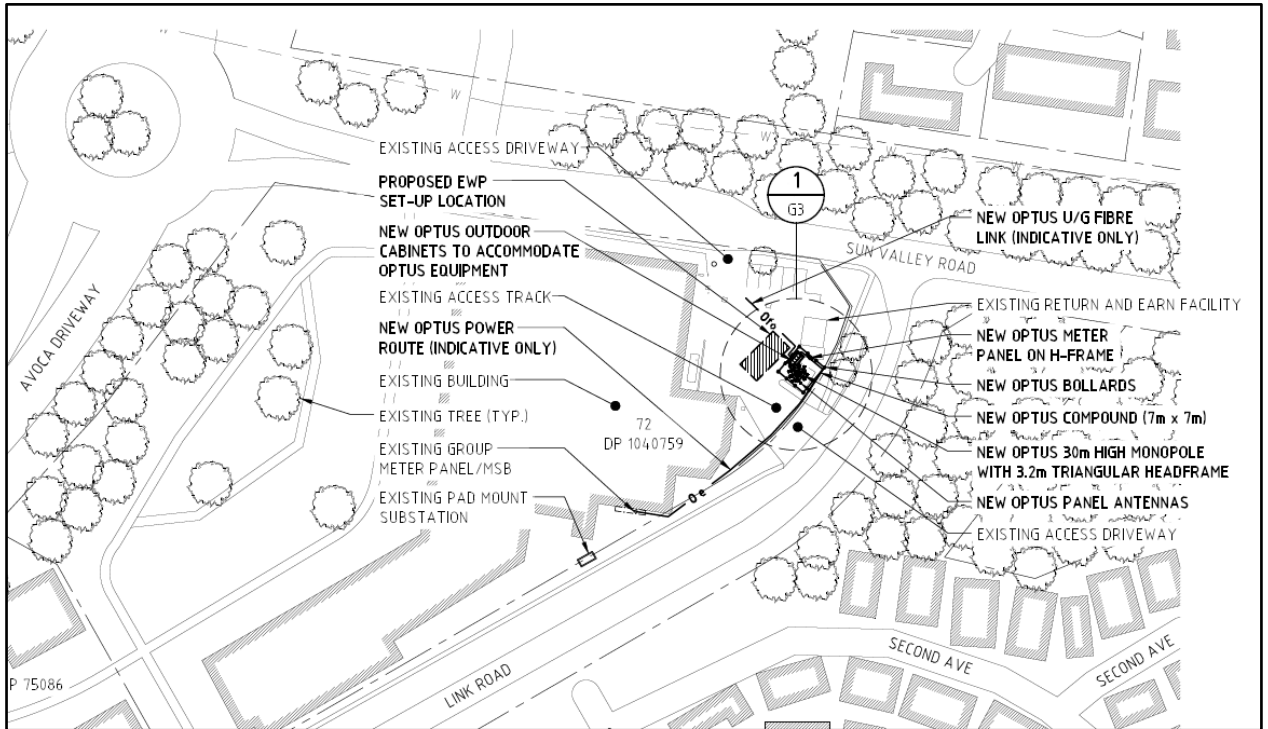 EXISTING ACCESS DRIVEWAY
PROPOSED EWP
SET-UP LOCATION
NEW OPTUS OUTDOOR
CABINETS TO ACCOMMODATE
OPTUS EQUIPMENT
EXISTING ACCESS TRACK
NEW OPTUS POWER
ROUTE (INDICATIVE ONLY)
EXISTING BUILDING
EXISTING TREE (TYP.)
EXISTING GROUP
METER PANEL/MSB
EXISTING PAD MOUNT
SUBSTATION
AVOCA DRIVEWAY
1
G3
W
W
W
W
W
72
DP 1040759
NEW OPTUS U/G FIBRE
LINK (INDICATIVE ONLY)
SUN VALLEY ROAD
EXISTING RETURN AND EARN FACILITY
NEW OPTUS METER
PANEL ON H-FRAME
NEW OPTUS BOLLARDS
NEW OPTUS COMPOUND (7m x 7m)
NEW OPTUS 30m HIGH MONOPOLE
WITH 3.2m TRIANGULAR HEADFRAME
NEW OPTUS PANEL ANTENNAS
EXISTING ACCESS DRIVEWAY
LINK ROAD
SECOND AVE
SECOND AVE
P 75086